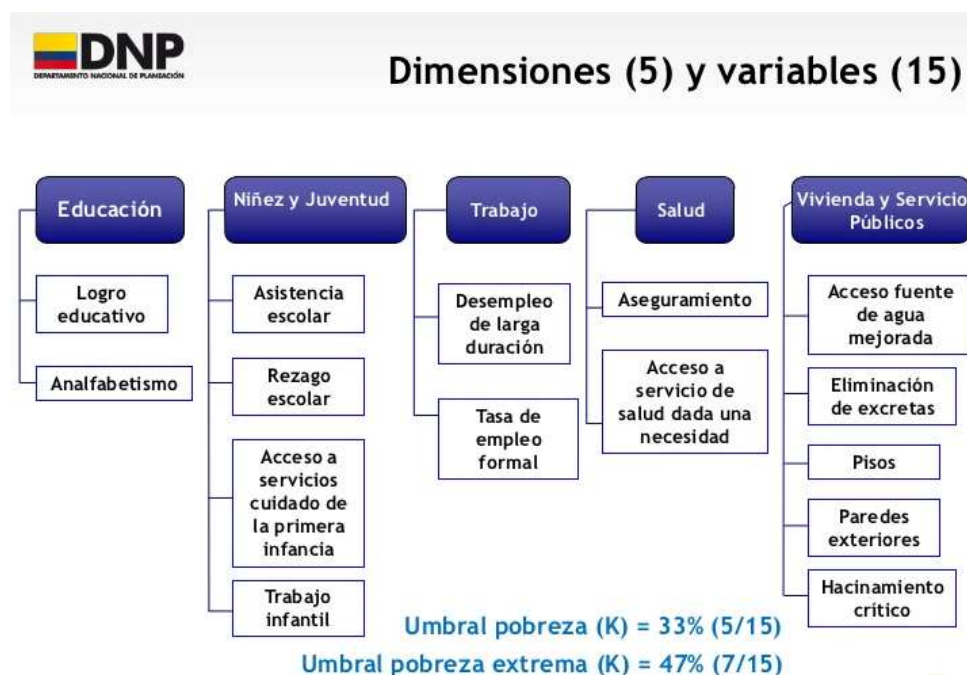 DNP
DEPARTAMENTO NACIONAL DE PLANEACIÓN
Dimensiones (5) y variables (15)
Educación
Logro
educativo
Analfabetismo
Niñez y Juventud
Asistencia
escolar
Rezago
escolar
Acceso a
servicios
cuidado de
la primera
infancia
Trabajo
infantil
Trabajo
Desempleo
de larga
duración
Tasa de
empleo
formal
Salud
Aseguramiento
Acceso a
servicio de
salud dada una
necesidad
Vivienda y Servicio
Públicos
Acceso fuente
de agua
mejorada
Eliminación
de excretas
Pisos
Paredes
exteriores
Hacinamiento
crítico
Umbral pobreza (K) = 33% (5/15)
Umbral pobreza extrema (K) = 47% (7/15)